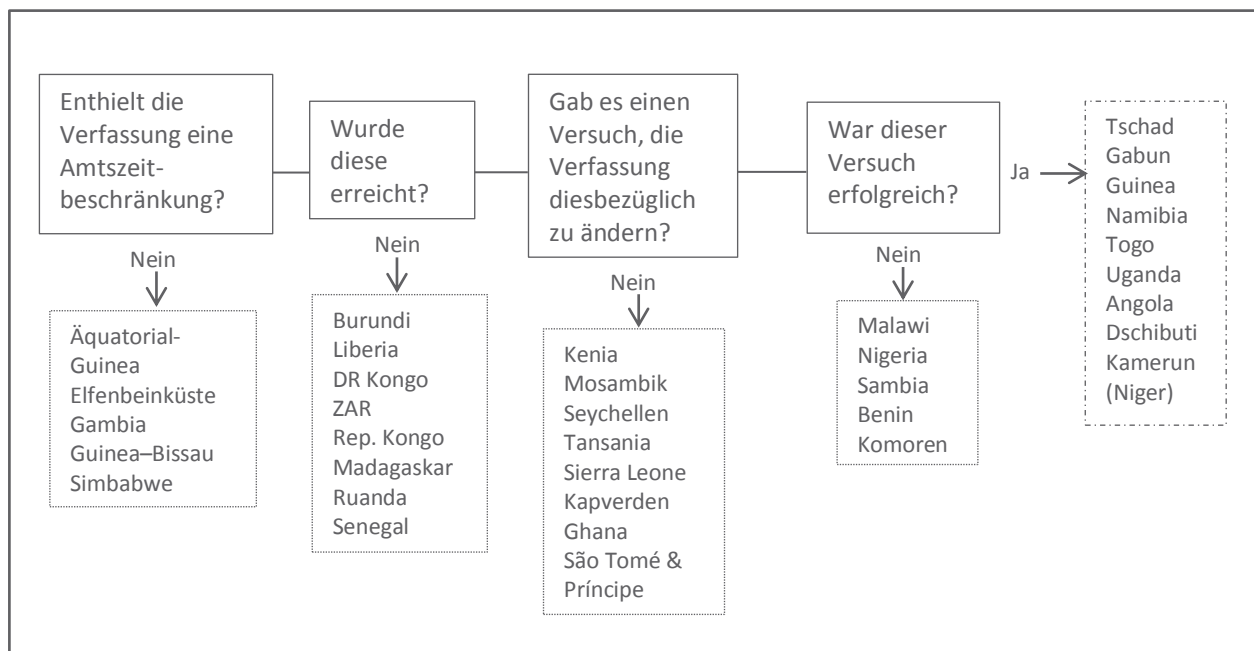 Enthielt die
Verfassung eine
Amtszeit-
beschränkung?
Nein
Äquatorial-
Guinea
Elfenbeinküste
Gambia
Guinea–Bissau
Simbabwe
Wurde
diese
erreicht?
Nein
Burundi
Liberia
DR Kongo
ZAR
Rep. Kongo
Madagaskar
Ruanda
Senegal
Gab es einen
Versuch, die
Verfassung
diesbezüglich
zu ändern?
Nein
Kenia
Mosambik
Seychellen
Tansania
Sierra Leone
Kapverden
Ghana
São Tomé &
Príncipe
War dieser
Versuch
erfolgreich?
Nein
Malawi
Nigeria
Sambia
Benin
Komoren
Ja
Tschad
Gabun
Guinea
Namibia
Togo
Uganda
Angola
Dschibuti
Kamerun
(Niger)